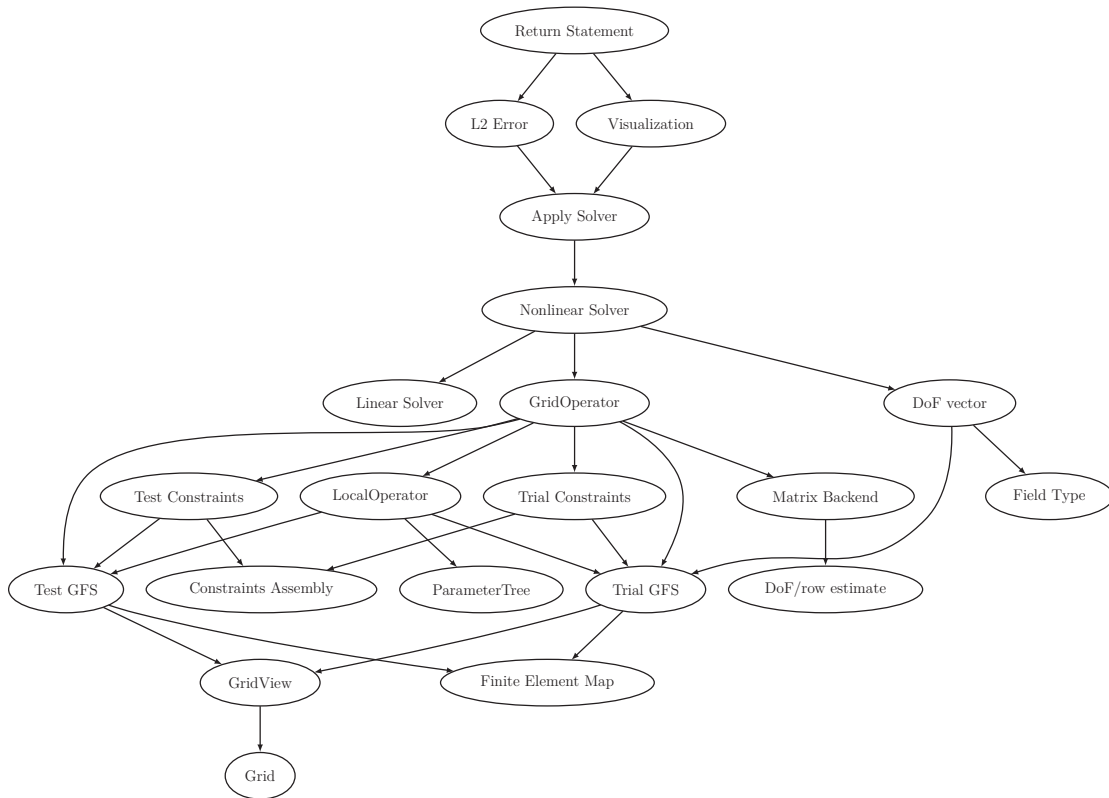 Return Statement
L2 Error
Visualization
Apply Solver
Nonlinear Solver
Linear Solver
GridOperator
DoF vector
Test Constraints
LocalOperator
Trial Constraints
Matrix Backend
Field Type
Test GFS
Constraints Assembly
ParameterTree
Trial GFS
DoF/row estimate
GridView
Finite Element Map
Grid